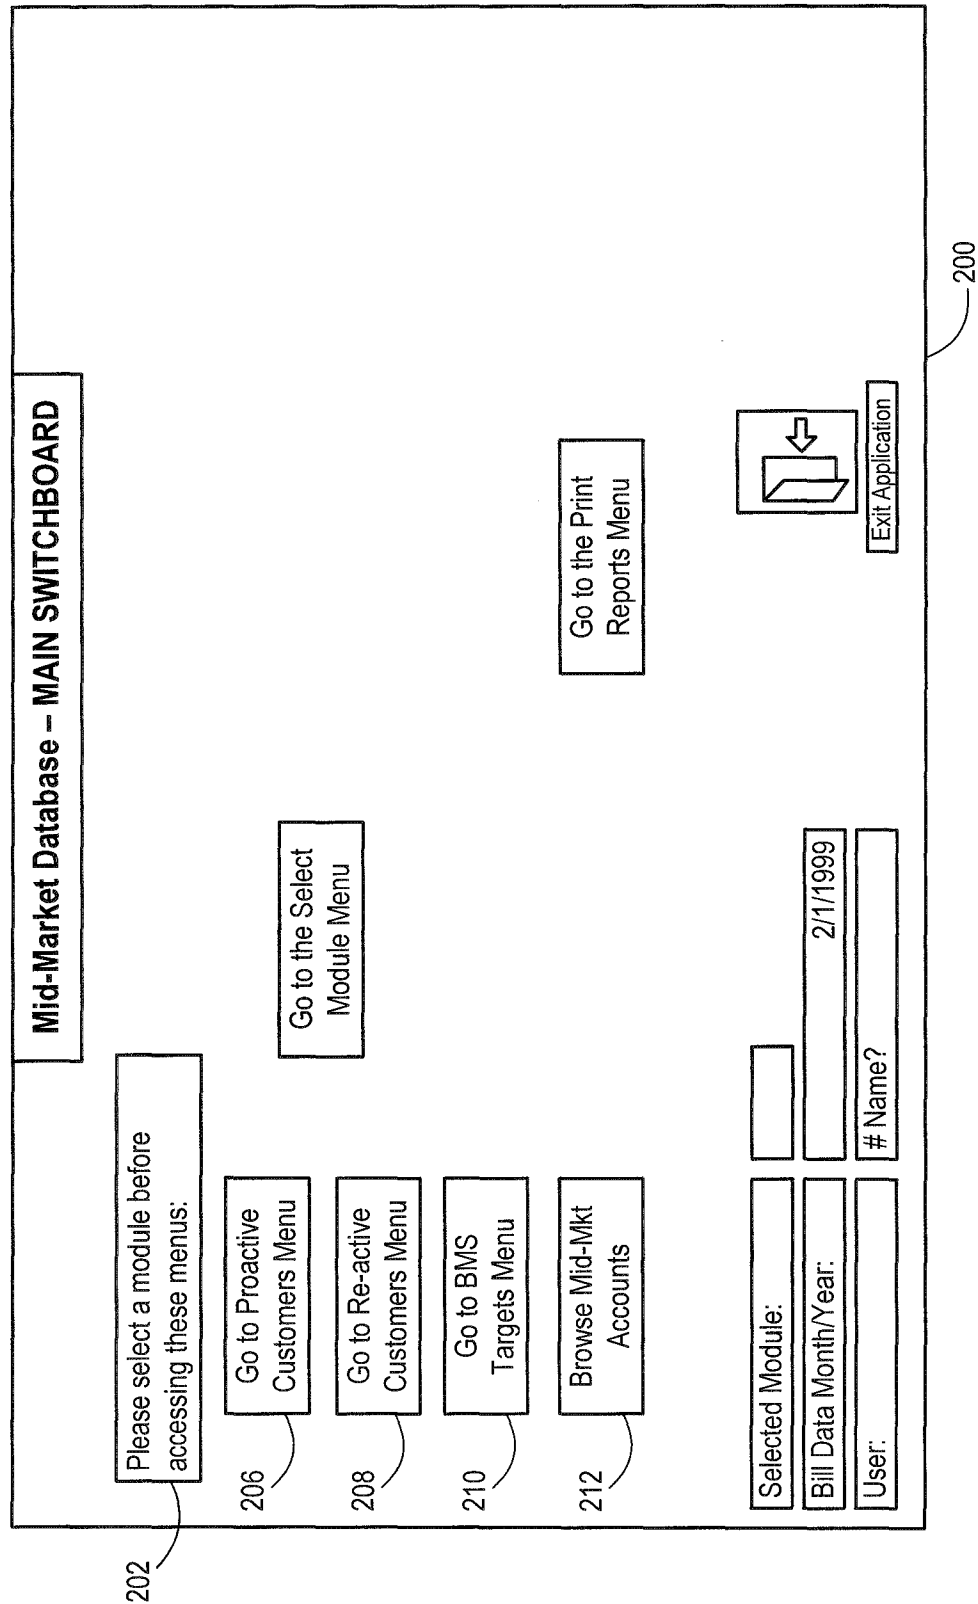 Mid-Market Database – MAIN SWITCHBOARD
Please select a module before
accessing these menus:
202
Go to Proactive
Customers Menu
206
Go to the Select
Module Menu
Go to Re-active
Customers Menu
208
Go to BMS
Targets Menu
210
Browse Mid-Mkt
Accounts
212
Go to the Print
Reports Menu
Selected Module:
Bill Data Month/Year:
2/1/1999
User:
# Name?
Exit Application
200